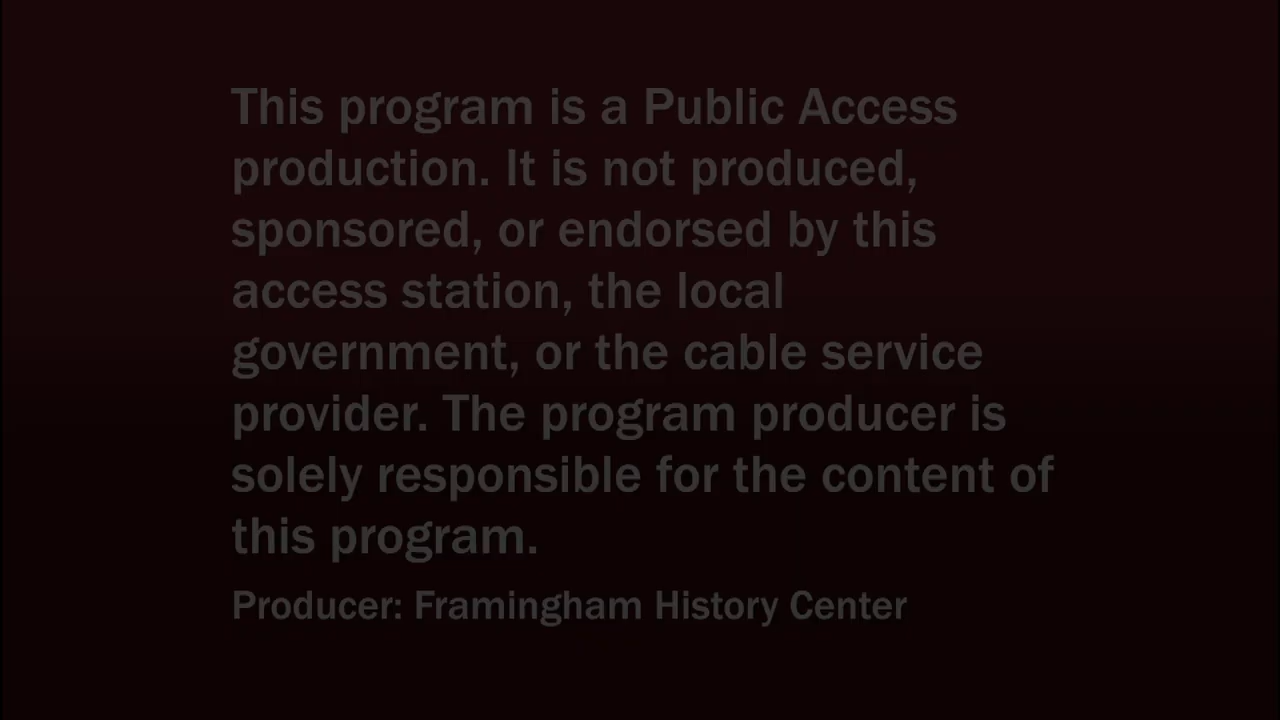 This program is a Public Access
production. It is not produced,
sponsored, or endorsed by this
access station, the local
government, or the cable service
provider. The program producer is
solely responsible for the content of
this program.
Producer: Framingham History Center